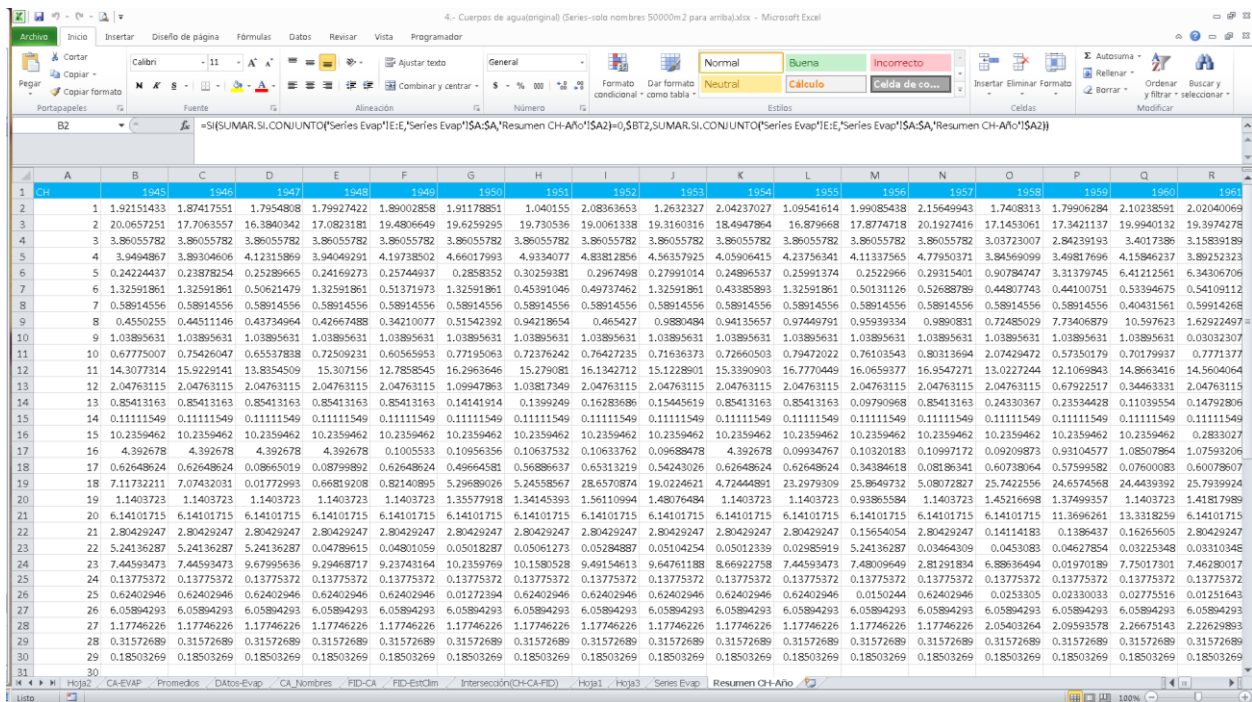 4.- Cuerpos de agua(original) (Series-solo nombres 50000m2 para arriba).xlsx - Microsoft Excel
Archivo Inicio Insertar Diseño de página Fórmulas Datos Revisar Vista Programador
Pegar
Cortar
Copiar
Copiar formato
Portapapeles
Calibri 11
N K S
Fuente
Ajustar texto
Combinar y centrar
Alineación
General
$ % 000
Número
Formato condicional
Dar formato como tabla
Normal Buena Incorrecto
Neutral Cálculo Celda de co...
Estilos
Insertar Eliminar Formato
Celdas
Autosuma
Rellenar
Borrar
Ordenar y filtrar
Buscar y seleccionar
Modificar
B2 fx =SI(SUMAR.SI.CONJUNTO('Series Evap'!E:E,'Series Evap'!$A:$A,'Resumen CH-Año'!$A2)=0,$BT2,SUMAR.SI.CONJUNTO('Series Evap'!E:E,'Series Evap'!$A:$A,'Resumen CH-Año'!$A2))
A B C D E F G H I J K L M N O P Q R
1 CH 1945 1946 1947 1948 1949 1950 1951 1952 1953 1954 1955 1956 1957 1958 1959 1960 1961
2 1 1.92151433 1.87417551 1.7954808 1.79927422 1.89002858 1.91178851 1.040155 2.08363653 1.2632327 2.04237027 1.09541614 1.99085438 2.15649943 1.7408313 1.79906284 2.10238591 2.02040069
3 2 20.0657251 17.7063557 16.3840342 17.0823181 19.4806649 19.6259295 19.730536 19.0061338 19.3160316 18.4947864 16.879668 17.8774718 20.1927416 17.1453061 17.3421137 19.9940132 19.3974278
4 3 3.86055782 3.86055782 3.86055782 3.86055782 3.86055782 3.86055782 3.86055782 3.86055782 3.86055782 3.86055782 3.86055782 3.86055782 3.86055782 3.03723007 2.84239193 3.4017386 3.15839189
5 4 3.9494867 3.89304606 4.12315869 3.94049291 4.19738502 4.66017993 4.9334077 4.83812856 4.56357925 4.05906415 4.23756341 4.11337565 4.77950371 3.84569099 3.49817696 4.15846237 3.89252323
6 5 0.24224437 0.23878254 0.25289665 0.24169273 0.25744937 0.2858352 0.30259381 0.2967498 0.27991014 0.24896537 0.25991374 0.2522966 0.29315401 0.90784747 3.31379745 6.41212561 6.34306706
7 6 1.32591861 1.32591861 0.50621479 1.32591861 0.51371973 1.32591861 0.45391046 0.49737462 1.32591861 0.43385893 1.32591861 0.50131126 0.52688789 0.44807743 0.44100751 0.53394675 0.54109112
8 7 0.58914556 0.58914556 0.58914556 0.58914556 0.58914556 0.58914556 0.58914556 0.58914556 0.58914556 0.58914556 0.58914556 0.58914556 0.58914556 0.58914556 0.58914556 0.40431561 0.59914268
9 8 0.4550255 0.44511146 0.43734964 0.42667488 0.34210077 0.51542392 0.94218654 0.465427 0.9880484 0.94135657 0.97449791 0.95939334 0.9890831 0.72485029 7.73406879 10.597623 1.62922497
10 9 1.03895631 1.03895631 1.03895631 1.03895631 1.03895631 1.03895631 1.03895631 1.03895631 1.03895631 1.03895631 1.03895631 1.03895631 1.03895631 1.03895631 1.03895631 1.03895631 0.03032307
11 10 0.67775007 0.75426047 0.65537838 0.72509231 0.60565953 0.77195063 0.72376242 0.76427235 0.71636373 0.72660503 0.79472022 0.76103543 0.80313694 2.07429472 0.57350179 0.70179937 0.7771377
12 11 14.3077314 15.9229141 13.8354509 15.307156 12.7858545 16.2963646 15.279081 16.1342712 15.1228901 15.3390903 16.7770449 16.0659377 16.9547271 13.0227244 12.1069843 14.8663416 14.5604064
13 12 2.04763115 2.04763115 2.04763115 2.04763115 2.04763115 1.09947863 1.03817349 2.04763115 2.04763115 2.04763115 2.04763115 2.04763115 2.04763115 2.04763115 0.67922517 0.34463331 2.04763115
14 13 0.85413163 0.85413163 0.85413163 0.85413163 0.85413163 0.14141914 0.1399249 0.16283686 0.15445619 0.85413163 0.85413163 0.09790968 0.85413163 0.24330367 0.23534428 0.11039554 0.14792806
15 14 0.11111549 0.11111549 0.11111549 0.11111549 0.11111549 0.11111549 0.11111549 0.11111549 0.11111549 0.11111549 0.11111549 0.11111549 0.11111549 0.11111549 0.11111549 0.11111549 0.11111549
16 15 10.2359462 10.2359462 10.2359462 10.2359462 10.2359462 10.2359462 10.2359462 10.2359462 10.2359462 10.2359462 10.2359462 10.2359462 10.2359462 10.2359462 10.2359462 10.2359462 0.2833027
17 16 4.392678 4.392678 4.392678 4.392678 0.1005533 0.10956356 0.10637532 0.10633762 0.09688478 4.392678 0.09934767 0.10320183 0.10997172 0.09209873 0.93104577 1.08507864 1.07593206
18 17 0.62648624 0.62648624 0.08665019 0.08799892 0.62648624 0.49664581 0.56886637 0.65313219 0.54243026 0.62648624 0.62648624 0.34384618 0.08186341 0.60738064 0.57599582 0.07600083 0.60078607
19 18 7.11732211 7.07432031 0.01772993 0.66819208 0.82140895 5.29689026 5.24558567 28.6570874 19.0224621 4.72444891 23.2979309 25.8649732 5.08072827 25.7422556 24.6574568 24.4439392 25.7939924
20 19 1.1403723 1.1403723 1.1403723 1.1403723 1.1403723 1.35577918 1.34145393 1.56110994 1.48076484 1.1403723 1.1403723 0.93865584 1.1403723 1.45216698 1.37499357 1.1403723 1.41817989
21 20 6.14101715 6.14101715 6.14101715 6.14101715 6.14101715 6.14101715 6.14101715 6.14101715 6.14101715 6.14101715 6.14101715 6.14101715 6.14101715 6.14101715 11.3696261 13.3318259 6.14101715
22 21 2.80429247 2.80429247 2.80429247 2.80429247 2.80429247 2.80429247 2.80429247 2.80429247 2.80429247 2.80429247 2.80429247 0.15654054 2.80429247 0.14114183 0.1386437 0.16265605 2.80429247
23 22 5.24136287 5.24136287 5.24136287 0.04789615 0.04801059 0.05018287 0.05061273 0.05284887 0.05104254 0.05012339 0.02985919 5.24136287 0.03464309 0.0453083 0.04627854 0.03225348 0.03310348
24 23 7.44593473 7.44593473 9.67995636 9.29468717 9.23743164 10.2359769 10.1580528 9.49154613 9.64761188 8.66922758 7.44593473 7.48009649 2.81291834 6.88636494 0.01970189 7.75017301 7.46280017
25 24 0.13775372 0.13775372 0.13775372 0.13775372 0.13775372 0.13775372 0.13775372 0.13775372 0.13775372 0.13775372 0.13775372 0.13775372 0.13775372 0.13775372 0.13775372 0.13775372 0.13775372
26 25 0.62402946 0.62402946 0.62402946 0.62402946 0.62402946 0.01272394 0.62402946 0.62402946 0.62402946 0.62402946 0.62402946 0.0150244 0.62402946 0.0253305 0.02330033 0.02775516 0.01251643
27 26 6.05894293 6.05894293 6.05894293 6.05894293 6.05894293 6.05894293 6.05894293 6.05894293 6.05894293 6.05894293 6.05894293 6.05894293 6.05894293 6.05894293 6.05894293 6.05894293 6.05894293
28 27 1.17746226 1.17746226 1.17746226 1.17746226 1.17746226 1.17746226 1.17746226 1.17746226 1.17746226 1.17746226 1.17746226 1.17746226 1.17746226 2.05403264 2.09593578 2.26675143 2.22629893
29 28 0.31572689 0.31572689 0.31572689 0.31572689 0.31572689 0.31572689 0.31572689 0.31572689 0.31572689 0.31572689 0.31572689 0.31572689 0.31572689 0.31572689 0.31572689 0.31572689 0.31572689
30 29 0.18503269 0.18503269 0.18503269 0.18503269 0.18503269 0.18503269 0.18503269 0.18503269 0.18503269 0.18503269 0.18503269 0.18503269 0.18503269 0.18503269 0.18503269 0.18503269 0.18503269
31 30
Hoja2 CA-EVAP Promedios DAtos-Evap CA_Nombres FID-CA FID-EstClim Intersección(CH-CA-FID) Hoja1 Hoja3 Series Evap Resumen CH-Año
Listo 100%